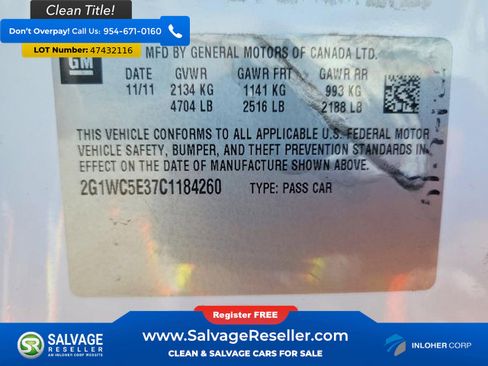 Clean Title!
Don't Overpay! Call Us: 954-671-0160
LOT Number: 47432116
GM
MFD BY GENERAL MOTORS OF CANADA LTD.
DATE GVWR GAWR FRT GAWR RR
11/11 2134 KG 1141 KG 993 KG
4704 LB 2516 LB 2188 LB
THIS VEHICLE CONFORMS TO ALL APPLICABLE U.S. FEDERAL MOTOR
VEHICLE SAFETY, BUMPER, AND THEFT PREVENTION STANDARDS IN
EFFECT ON THE DATE OF MANUFACTURE SHOWN ABOVE.
2G1WC5E37C1184260 TYPE: PASS CAR
Register FREE
SALVAGE
RESELLER
AN INLOHER CORP WEBSITE
www.SalvageReseller.com
CLEAN & SALVAGE CARS FOR SALE
INLOHER CORP